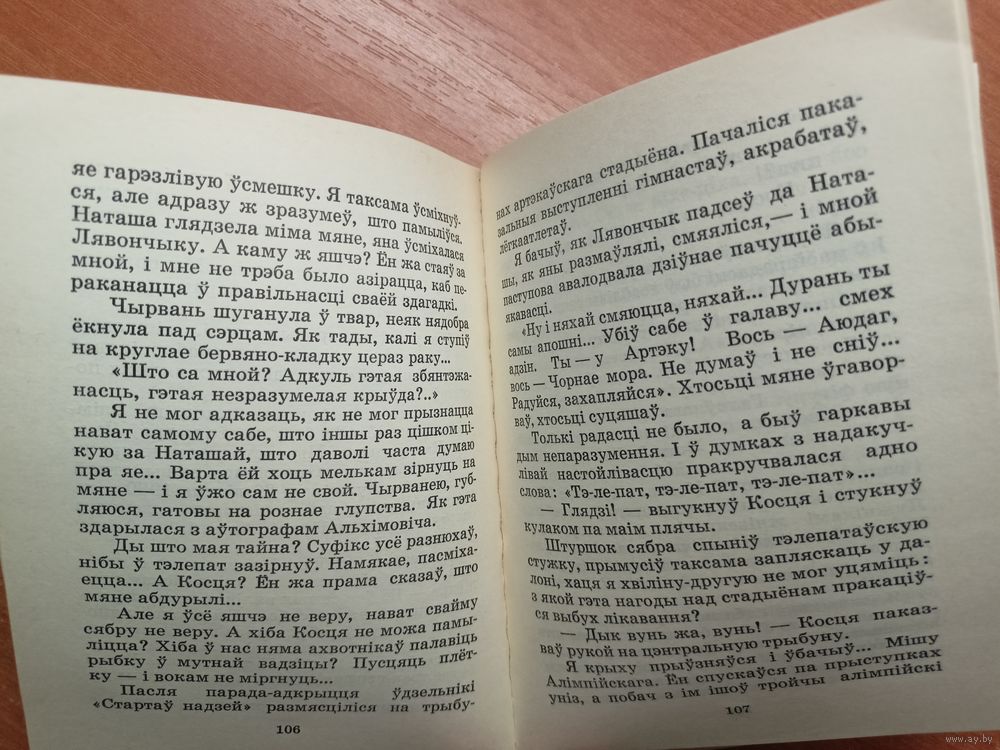 яе гарэзлівую ўсмешку. Я таксама ўсміхнуў-
ся, але адразу ж зразумеў, што памыліўся.
Наташа глядзела міма мяне, яна ўсміхалася
Лявончыку. А каму ж яшчэ? Ён жа стаяў за
мной, і мне не трэба было азірацца, каб пе-
раканацца ў правільнасці сваёй здагадкі.
Чырвань шуганула ў твар, неяк нядобра
ёкнула пад сэрцам. Як тады, калі я ступіў
на круглае бервяно-кладку цераз раку...
«Што са мной? Адкуль гэтая збянтэжа-
насць, гэтая незразумелая крыўда?..»
Я не мог адказаць, як не мог прызнацца
нават самому сабе, што іншы раз цішком ці-
кую за Наташай, што даволі часта думаю
пра яе... Варта ёй хоць мелькам зірнуць на
мяне — і я ўжо сам не свой. Чырванею, губ-
ляюся, гатовы на рознае глупства. Як гэта
здарылася з аўтографам Альхімовіча.
Ды што мая тайна? Суфікс усё разнюхаў,
нібы ў тэлепат зазірнуў. Намякае, пасміха-
ецца... А Косця? Ён жа прама сказаў, што
мяне абдурылі...
Але я ўсё яшчэ не веру, нават свайму
сябру не веру. А хіба Косця не можа памы-
ліцца? Хіба ў нас няма ахвотнікаў палавіць
рыбку ў мутнай вадзіцы? Пусцяць плёт-
ку — і вокам не міргнуць...
Пасля парада-адкрыцця ўдзельнікі
«Стартаў надзей» размясціліся на трыбу-
106
нах артэкаўскага стадыёна. Пачаліся пака-
зальныя выступленні гімнастаў, акрабатаў,
лёгкаатлетаў.
Я бачыў, як Лявончык падсеў да Ната-
шы, як яны размаўлялі, смяяліся,— і мной
паступова авалодвала дзіўнае пачуццё абы-
якавасці.
«Ну і няхай смяюцца, няхай... Дурань ты
самы апошні... Убіў сабе ў галаву... смех
адзін. Ты — у Артэку! Вось — Аюдаг,
вось — Чорнае мора. Не думаў і не сніў...
Радуйся, захапляйся». Хтосьці мяне ўгавор-
ваў, хтосьці суцяшаў.
Толькі радасці не было, а быў гаркавы
дым непаразумення. І ў думках з надакуч-
лівай настойлівасцю пракручвалася адно
слова: «Тэ-ле-пат, тэ-ле-пат, тэ-ле-пат»...
— Глядзі! — выгукнуў Косця і стукнуў
кулаком па маім плячы.
Штуршок сябра спыніў тэлепатаўскую
стужку, прымусіў таксама запляскаць у да-
лоні, хаця я хвіліну-другую не мог уцяміць:
з якой гэта нагоды над стадыёнам пракаціў-
ся выбух лікавання?
— Дык вунь жа, вунь! — Косця паказ-
ваў рукой на цэнтральную трыбуну.
Я крыху прыўзняўся і ўбачыў... Мішу
Алімпійскага. Ён спускаўся па прыступках
уніз, а побач з ім ішоў тройчы алімпійскі
107
www.ay.by